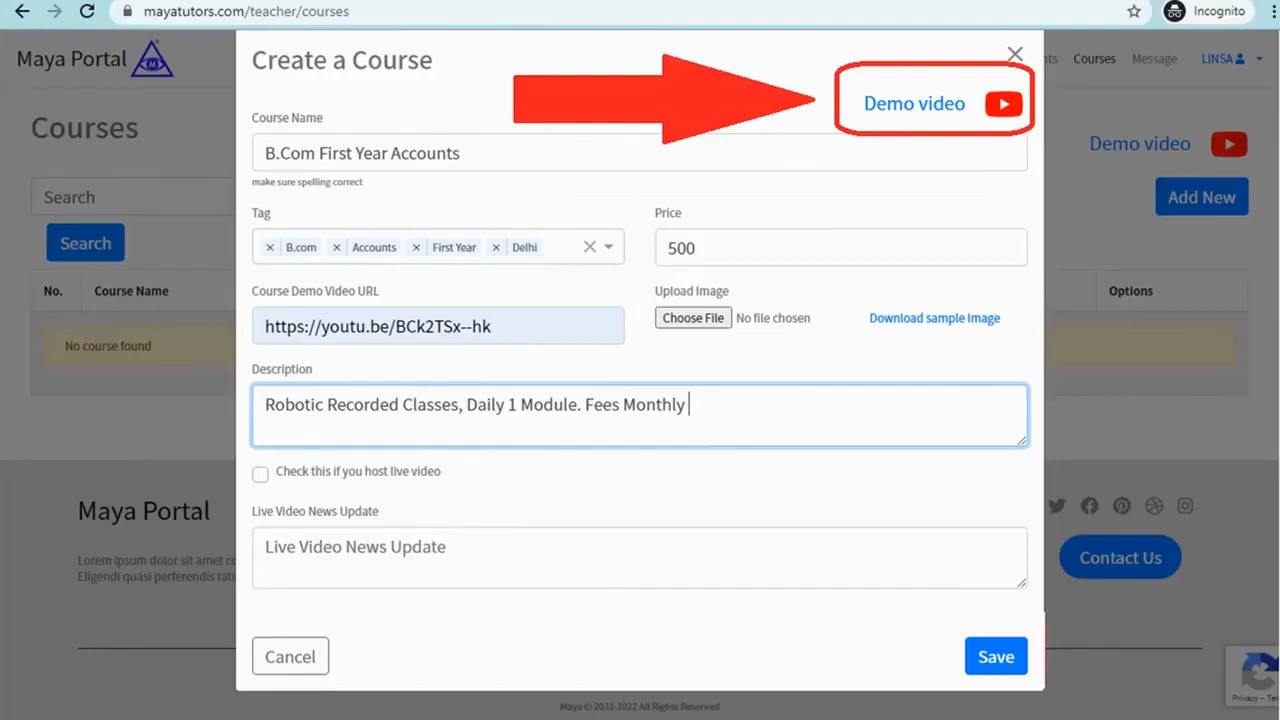 mayatutors.com/teacher/courses
Incognito
Maya Portal
Courses
Message
LINSA
Create a Course
Demo video
Course Name
B.Com First Year Accounts
make sure spelling correct
Courses
Demo video
Search
Add New
Search
Tag
Price
B.com
Accounts
First Year
Delhi
500
No.
Course Name
Options
Course Demo Video URL
Upload Image
https://youtu.be/BCk2TSx--hk
Choose File
No file chosen
Download sample Image
No course found
Description
Robotic Recorded Classes, Daily 1 Module. Fees Monthly
Check this if you host live video
Live Video News Update
Live Video News Update
Maya Portal
Lorem ipsum dolor sit amet
Eligendi quasi perferendis
Contact Us
Cancel
Save
Privacy
Maya © 2021-2022 All Rights Reserved